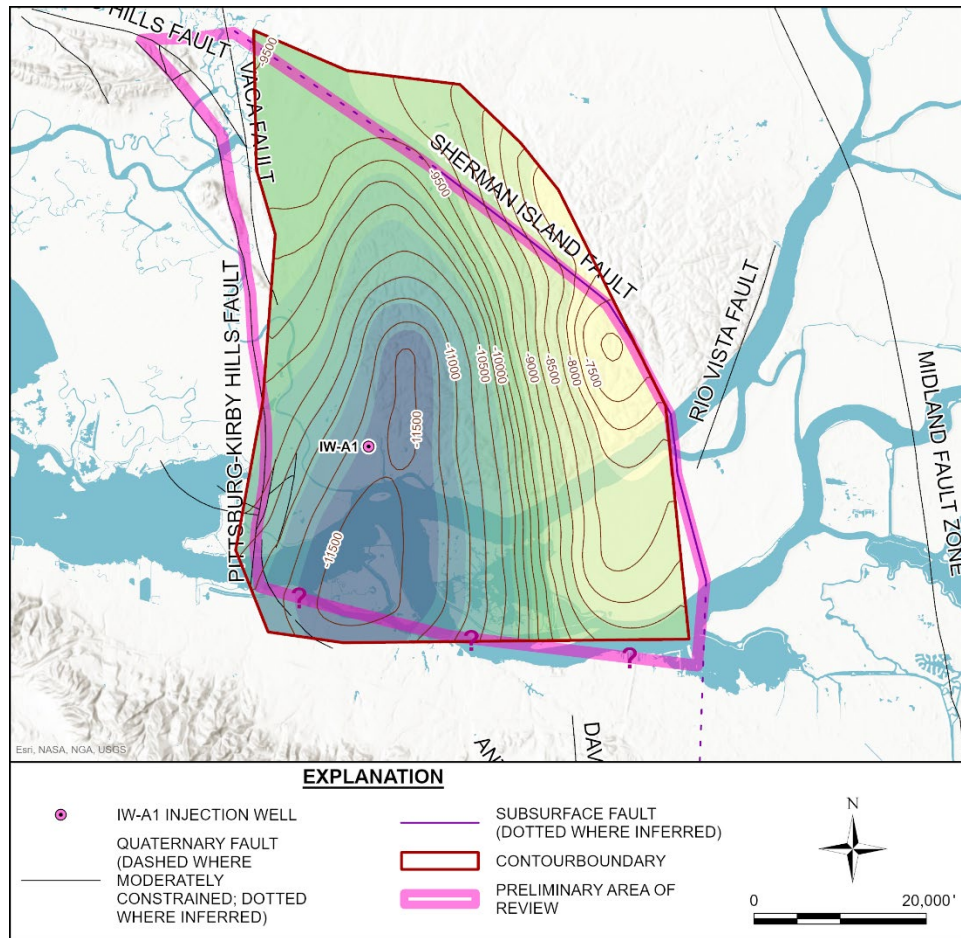 S HILLS FAULT
VACA FAULT
-9500
SHERMAN ISLAND FAULT
-9500
RIO VISTA FAULT
MIDLAND FAULT ZONE
PITTSBURG-KIRBY HILLS FAULT
-11000
-10500
-10000
-9000
-8500
-8000
-7500
IW-A1
-11500
-11500
?
?
?
ANT
DAV
Esri, NASA, NGA, USGS
EXPLANATION
IW-A1 INJECTION WELL
QUATERNARY FAULT
(DASHED WHERE
MODERATELY
CONSTRAINED; DOTTED
WHERE INFERRED)
SUBSURFACE FAULT
(DOTTED WHERE INFERRED)
CONTOURBOUNDARY
PRELIMINARY AREA OF
REVIEW
N
0 20,000'